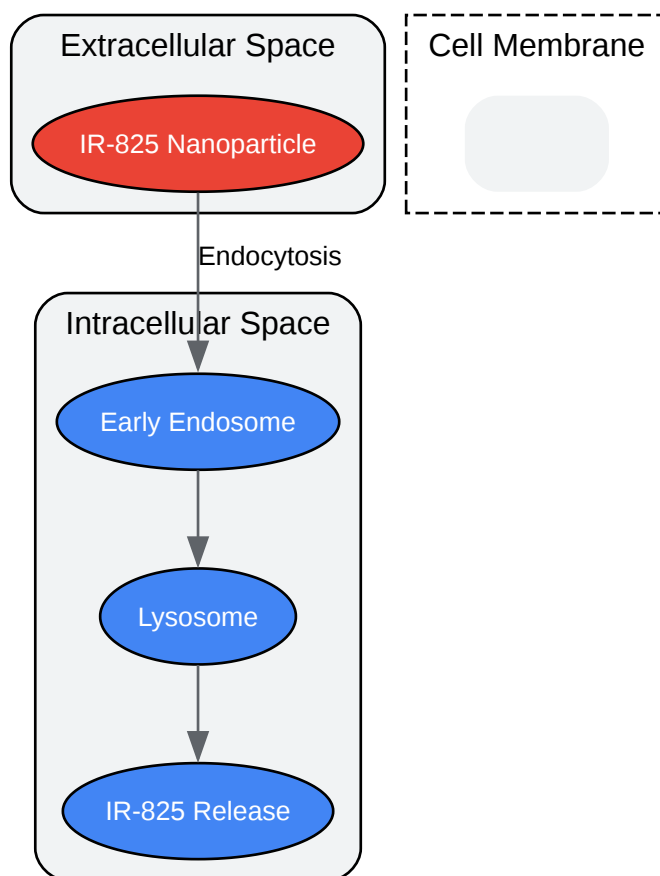 Extracellular Space
Cell Membrane
IR-825 Nanoparticle
Endocytosis
Intracellular Space
Early Endosome
Lysosome
IR-825 Release